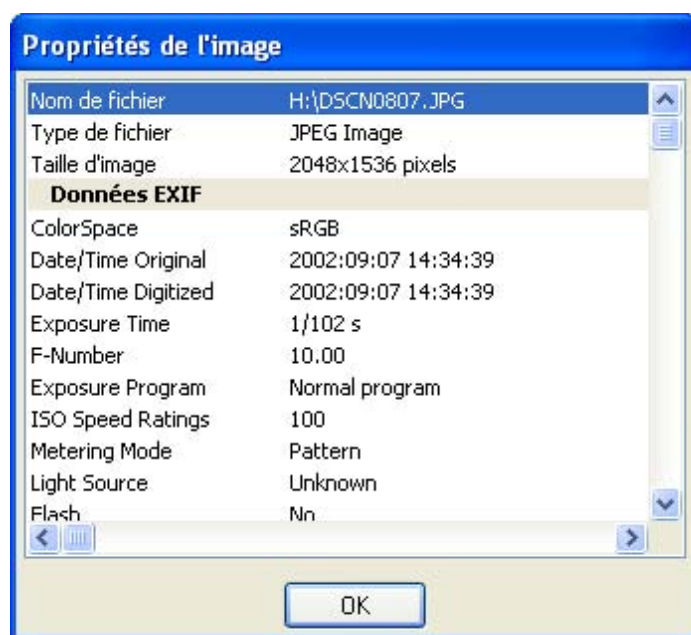 Propriétés de l'image
Nom de fichier H:\DSCN0807.JPG
Type de fichier JPEG Image
Taille d'image 2048x1536 pixels
Données EXIF
ColorSpace sRGB
Date/Time Original 2002:09:07 14:34:39
Date/Time Digitized 2002:09:07 14:34:39
Exposure Time 1/102 s
F-Number 10.00
Exposure Program Normal program
ISO Speed Ratings 100
Metering Mode Pattern
Light Source Unknown
Flash No
OK